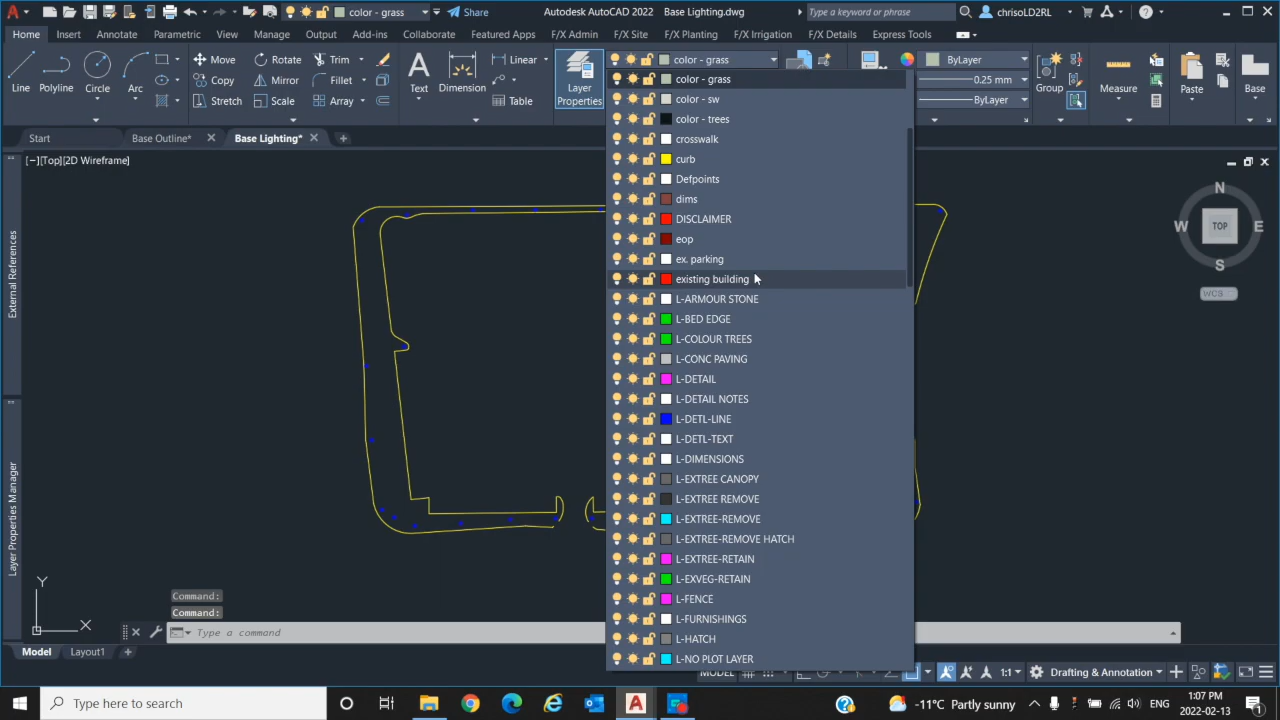 color - grass
Share
Autodesk AutoCAD 2022 Base Lighting.dwg
Type a keyword or phrase
chrisoLD2RL
Home Insert Annotate Parametric View Manage Output Add-ins Collaborate Featured Apps F/X Admin F/X Site F/X Planting F/X Irrigation F/X Details Express Tools
Line
Polyline
Circle
Arc
Move
Rotate
Trim
Copy
Mirror
Fillet
Stretch
Scale
Array
Text
Dimension
Linear
Leader
Table
Layer
Properties
color - grass
ByLayer
0.25 mm
ByLayer
Group
Measure
Paste
Base
Start
Base Outline*
Base Lighting*
[−][Top][2D Wireframe]
External References
Layer Properties Manager
color - grass
color - sw
color - trees
crosswalk
curb
Defpoints
dims
DISCLAIMER
eop
ex. parking
existing building
L-ARMOUR STONE
L-BED EDGE
L-COLOUR TREES
L-CONC PAVING
L-DETAIL
L-DETAIL NOTES
L-DETL-LINE
L-DETL-TEXT
L-DIMENSIONS
L-EXTREE CANOPY
L-EXTREE REMOVE
L-EXTREE-REMOVE
L-EXTREE-REMOVE HATCH
L-EXTREE-RETAIN
L-EXVEG-RETAIN
L-FENCE
L-FURNISHINGS
L-HATCH
L-NO PLOT LAYER
N
W TOP E
S
WCS
Y
X
Command:
Command:
Type a command
Model
Layout1
MODEL
1:1
Drafting & Annotation
Type here to search
-11°C Partly sunny
1:07 PM
2022-02-13